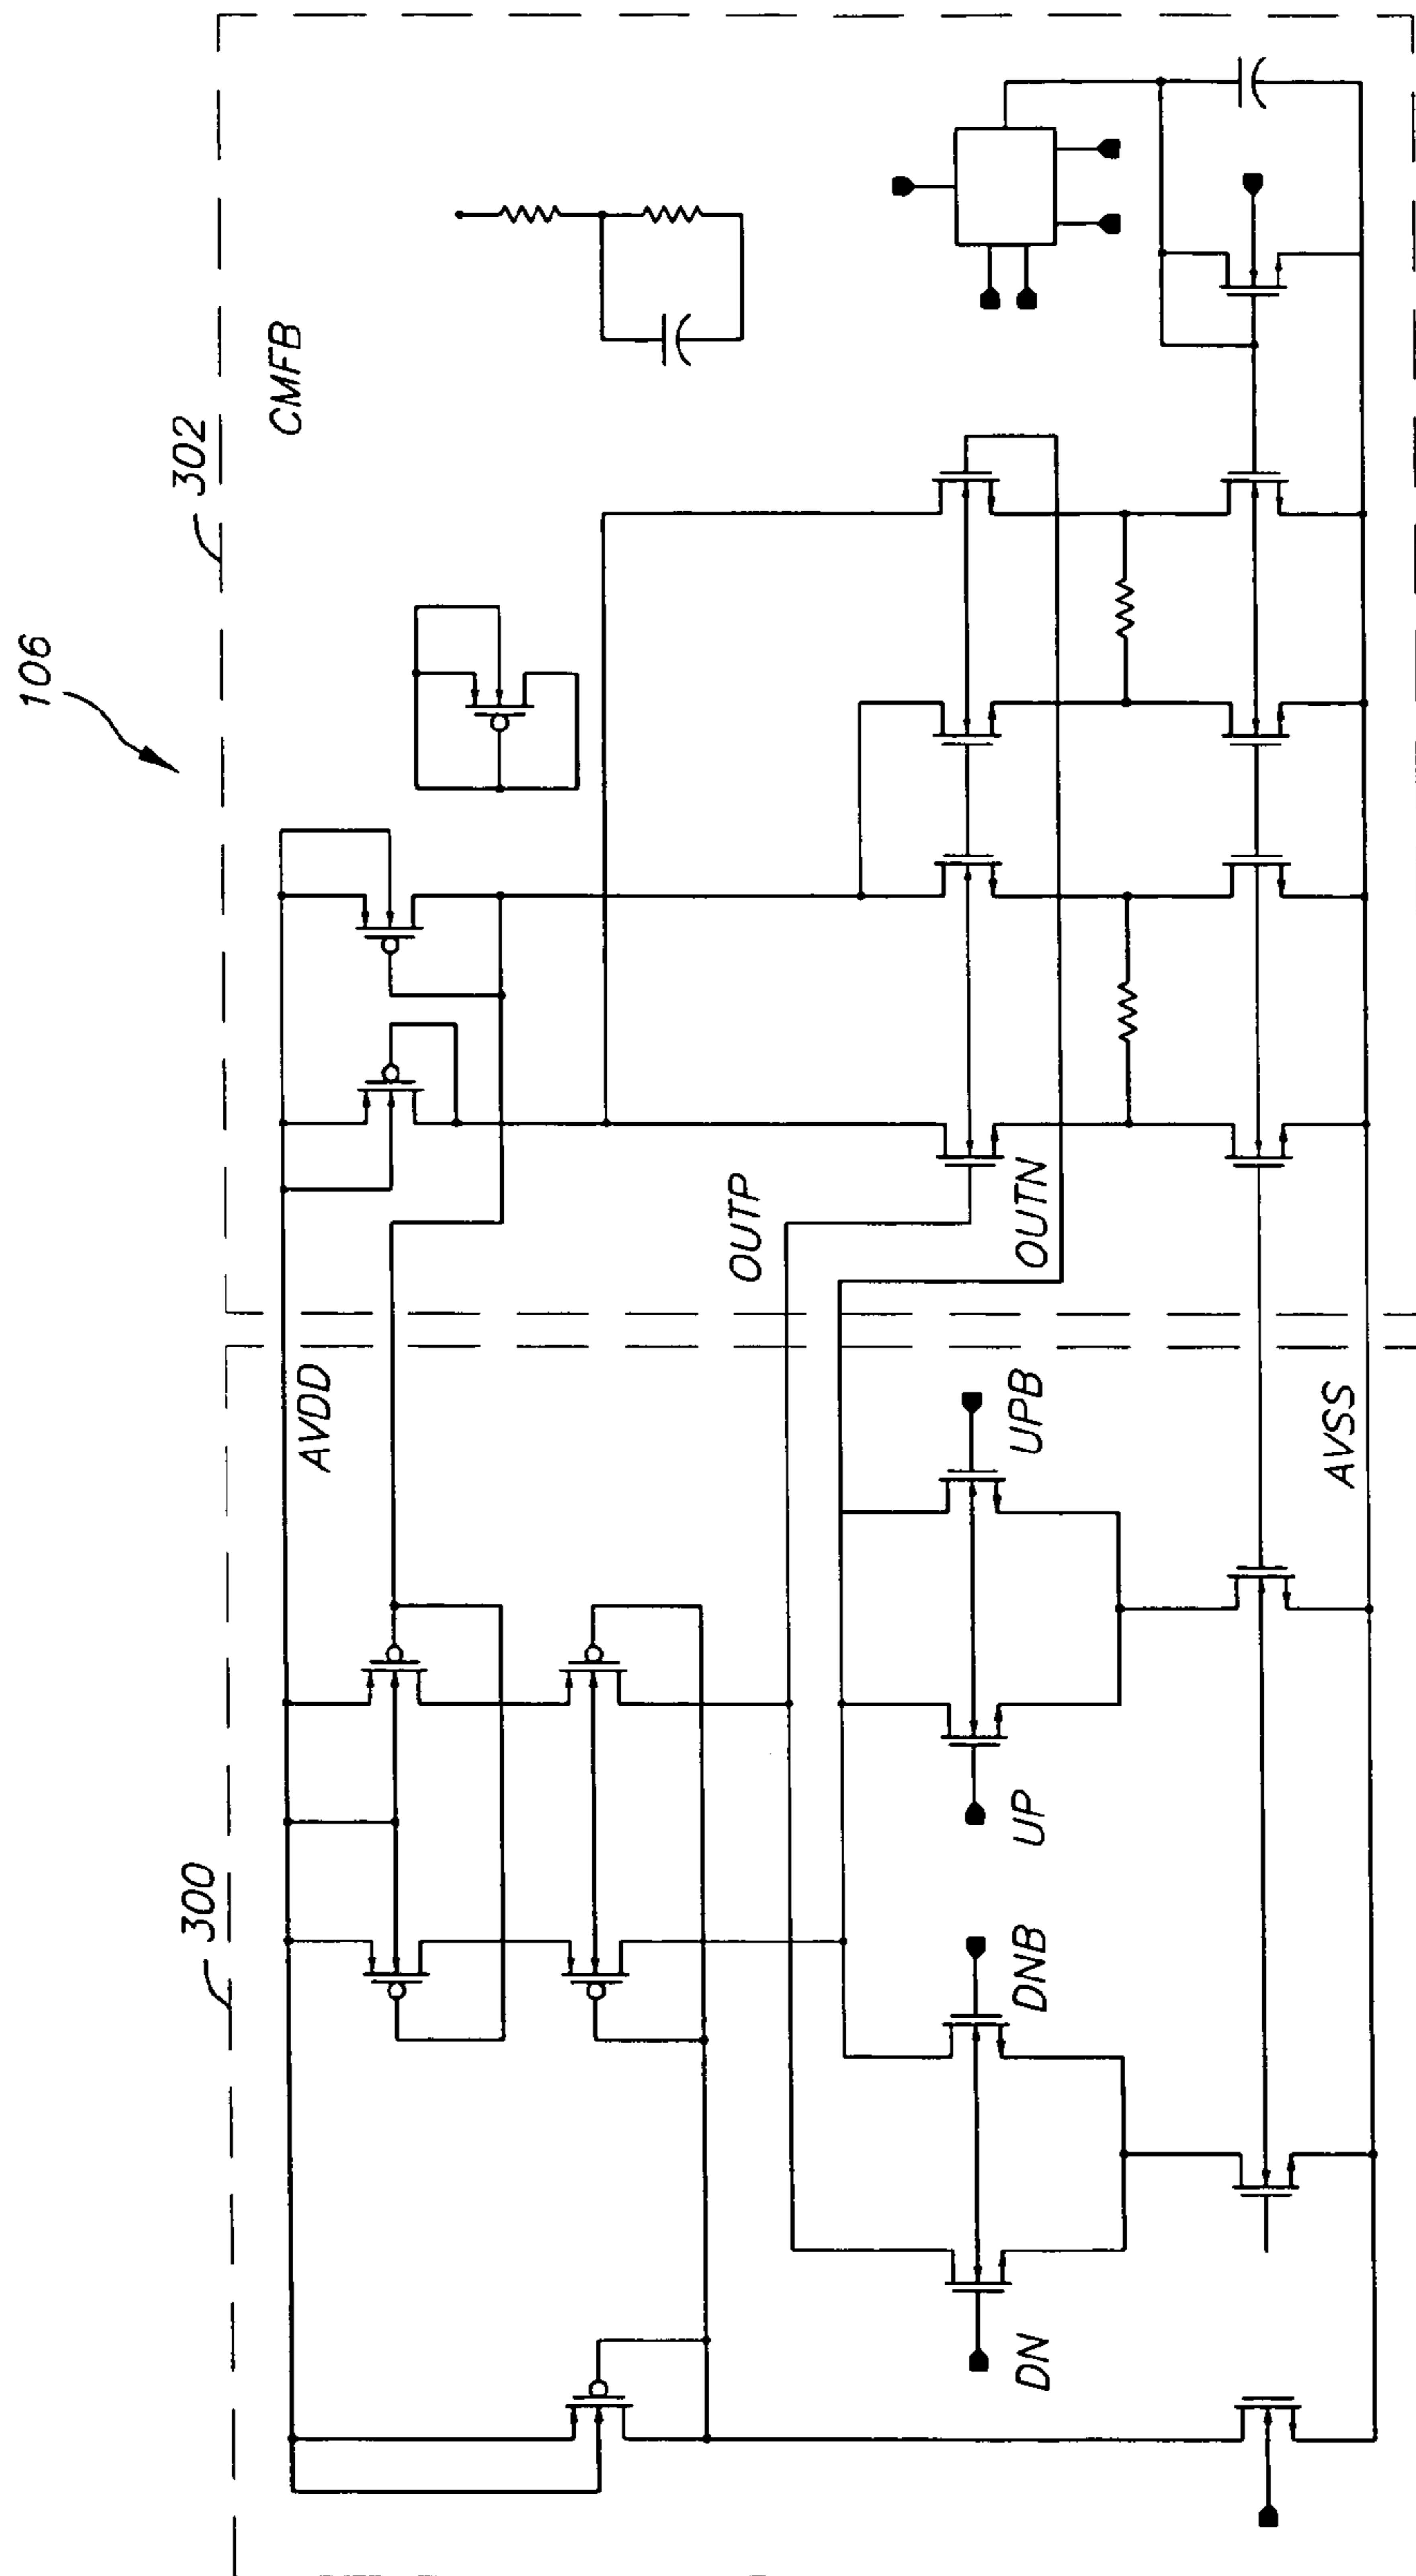 106
300
302
AVDD
CMFB
OUTP
OUTN
DN
DNB
UP
UPB
AVSS